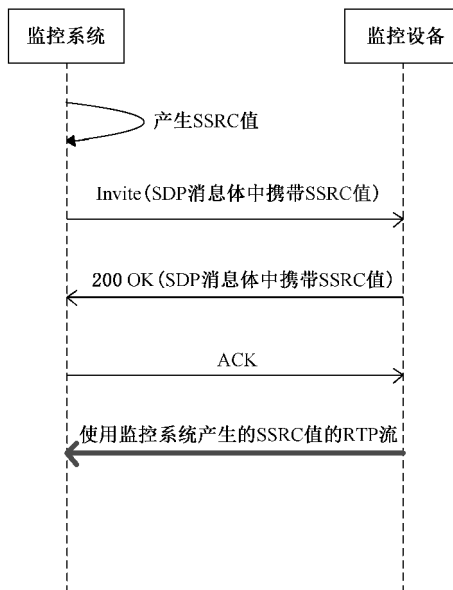 监控系统
监控设备
产生SSRC值
Invite(SDP消息体中携带SSRC值)
200 OK(SDP消息体中携带SSRC值)
ACK
使用监控系统产生的SSRC值的RTP流